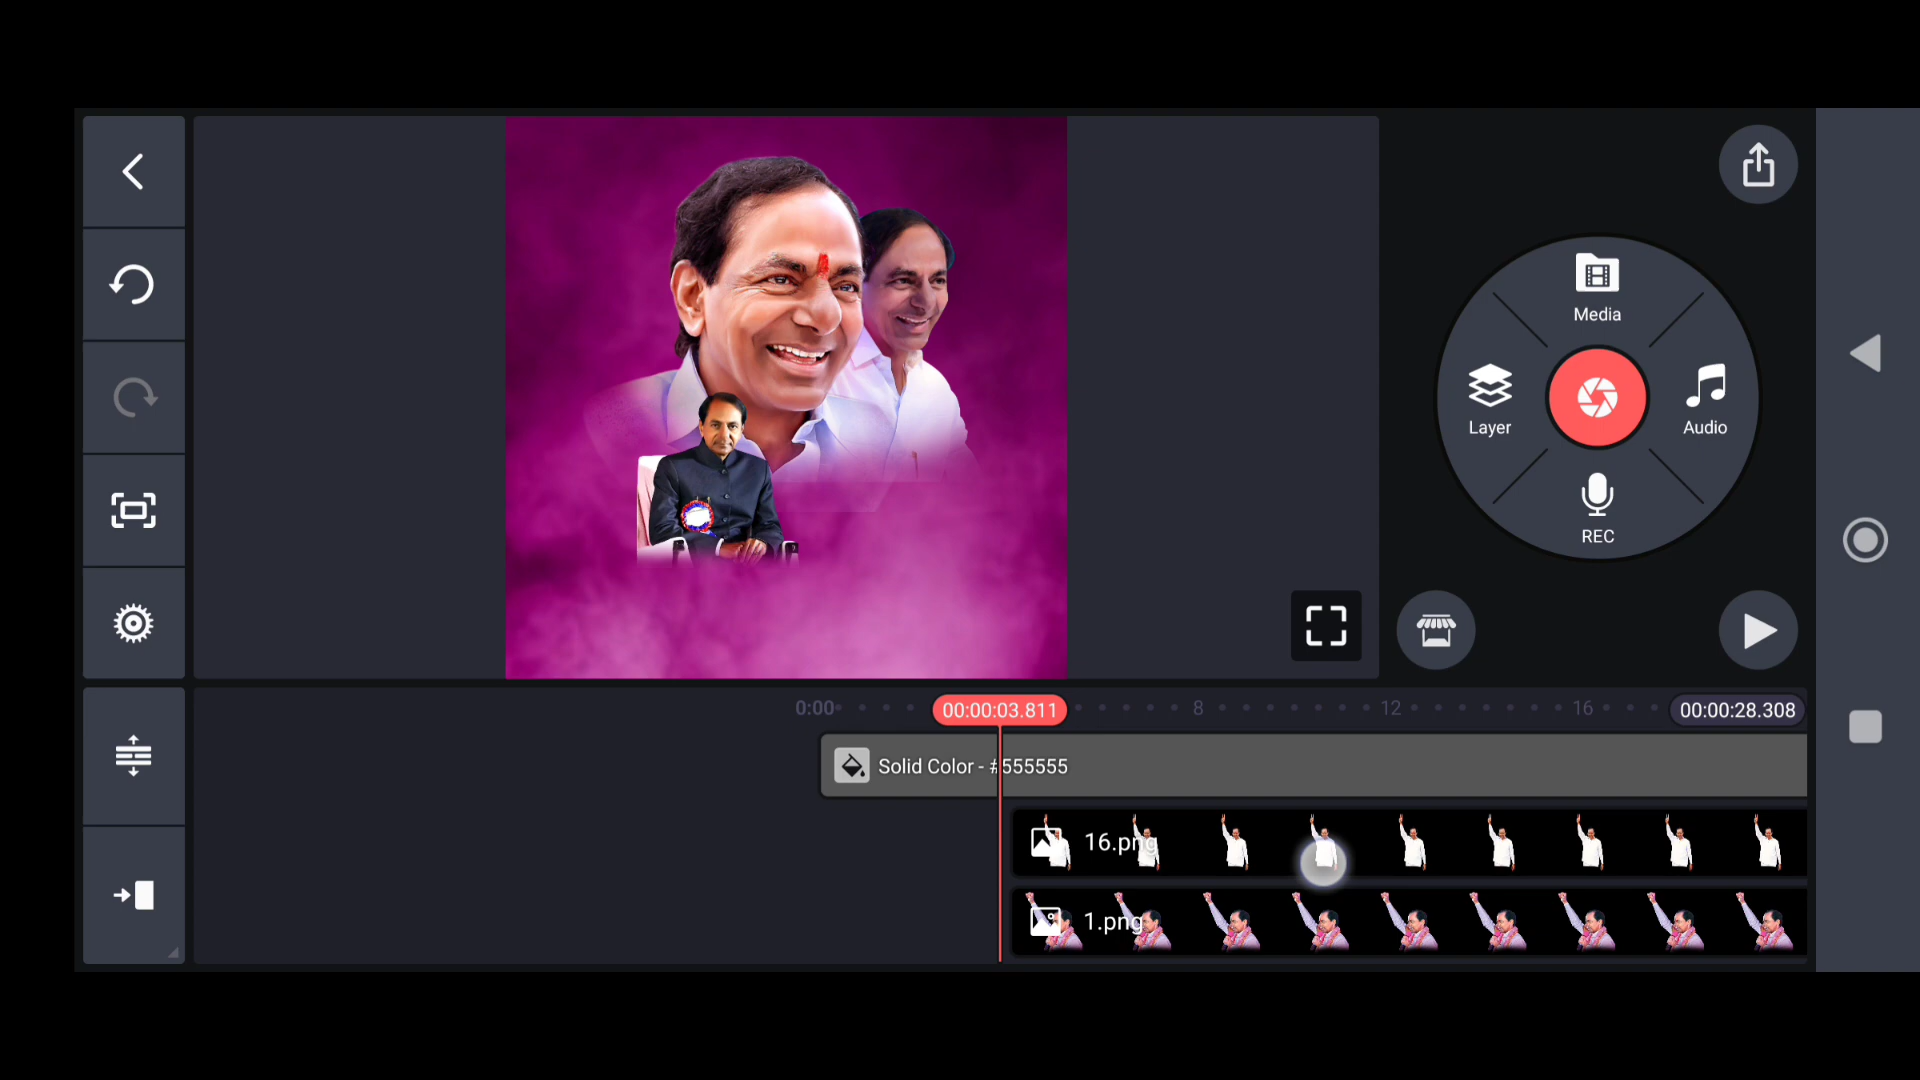 Media
Layer
Audio
REC
0:00
00:00:03.811
8
12
16
00:00:28.308
Solid Color - #555555
16.png
1.png